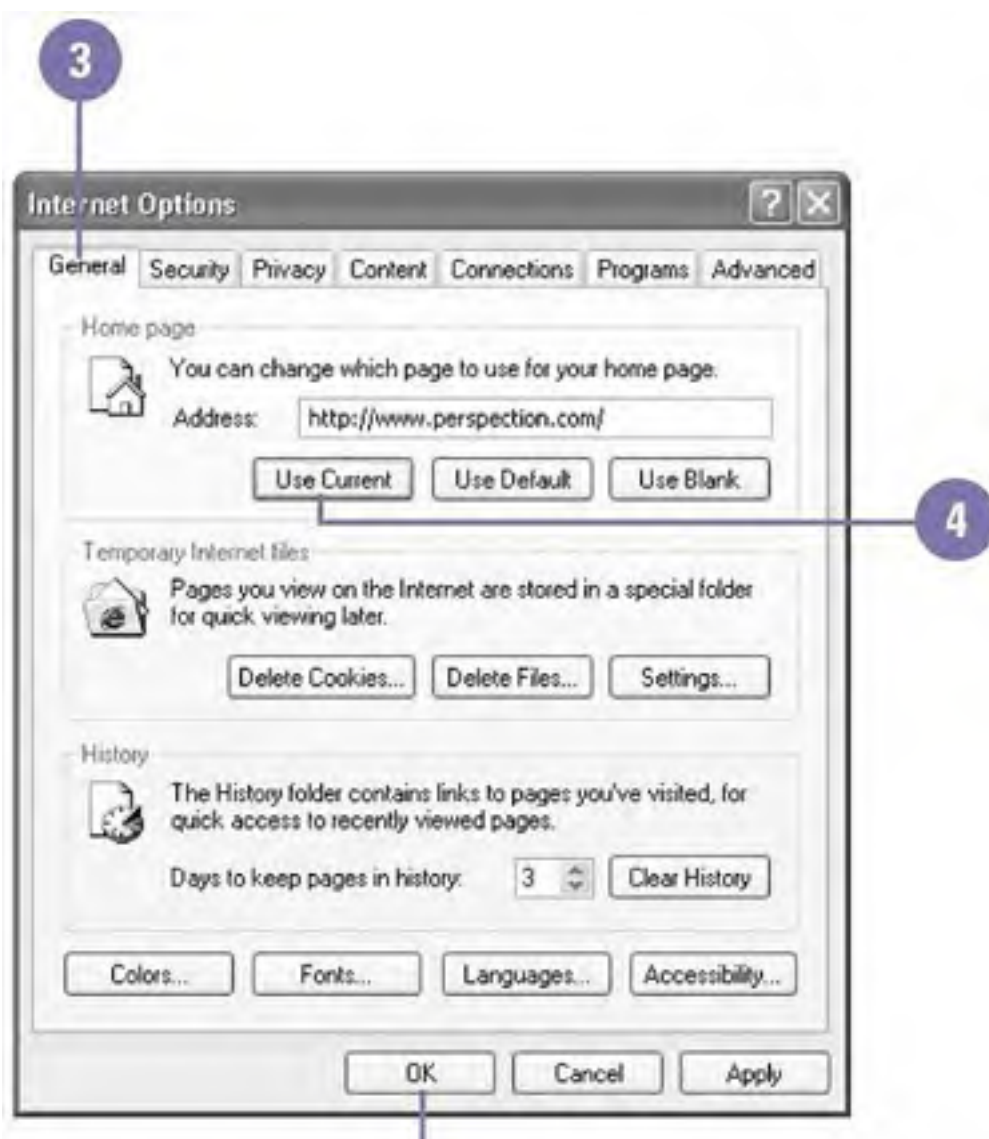 3
Internet Options
General Security Privacy Content Connections Programs Advanced
Home page
You can change which page to use for your home page.
Address: http://www.perspection.com/
Use Current Use Default Use Blank
4
Temporary Internet files
Pages you view on the Internet are stored in a special folder
for quick viewing later.
Delete Cookies... Delete Files... Settings...
History
The History folder contains links to pages you've visited, for
quick access to recently viewed pages.
Days to keep pages in history: 3 Clear History
Colors... Fonts... Languages... Accessibility...
OK Cancel Apply